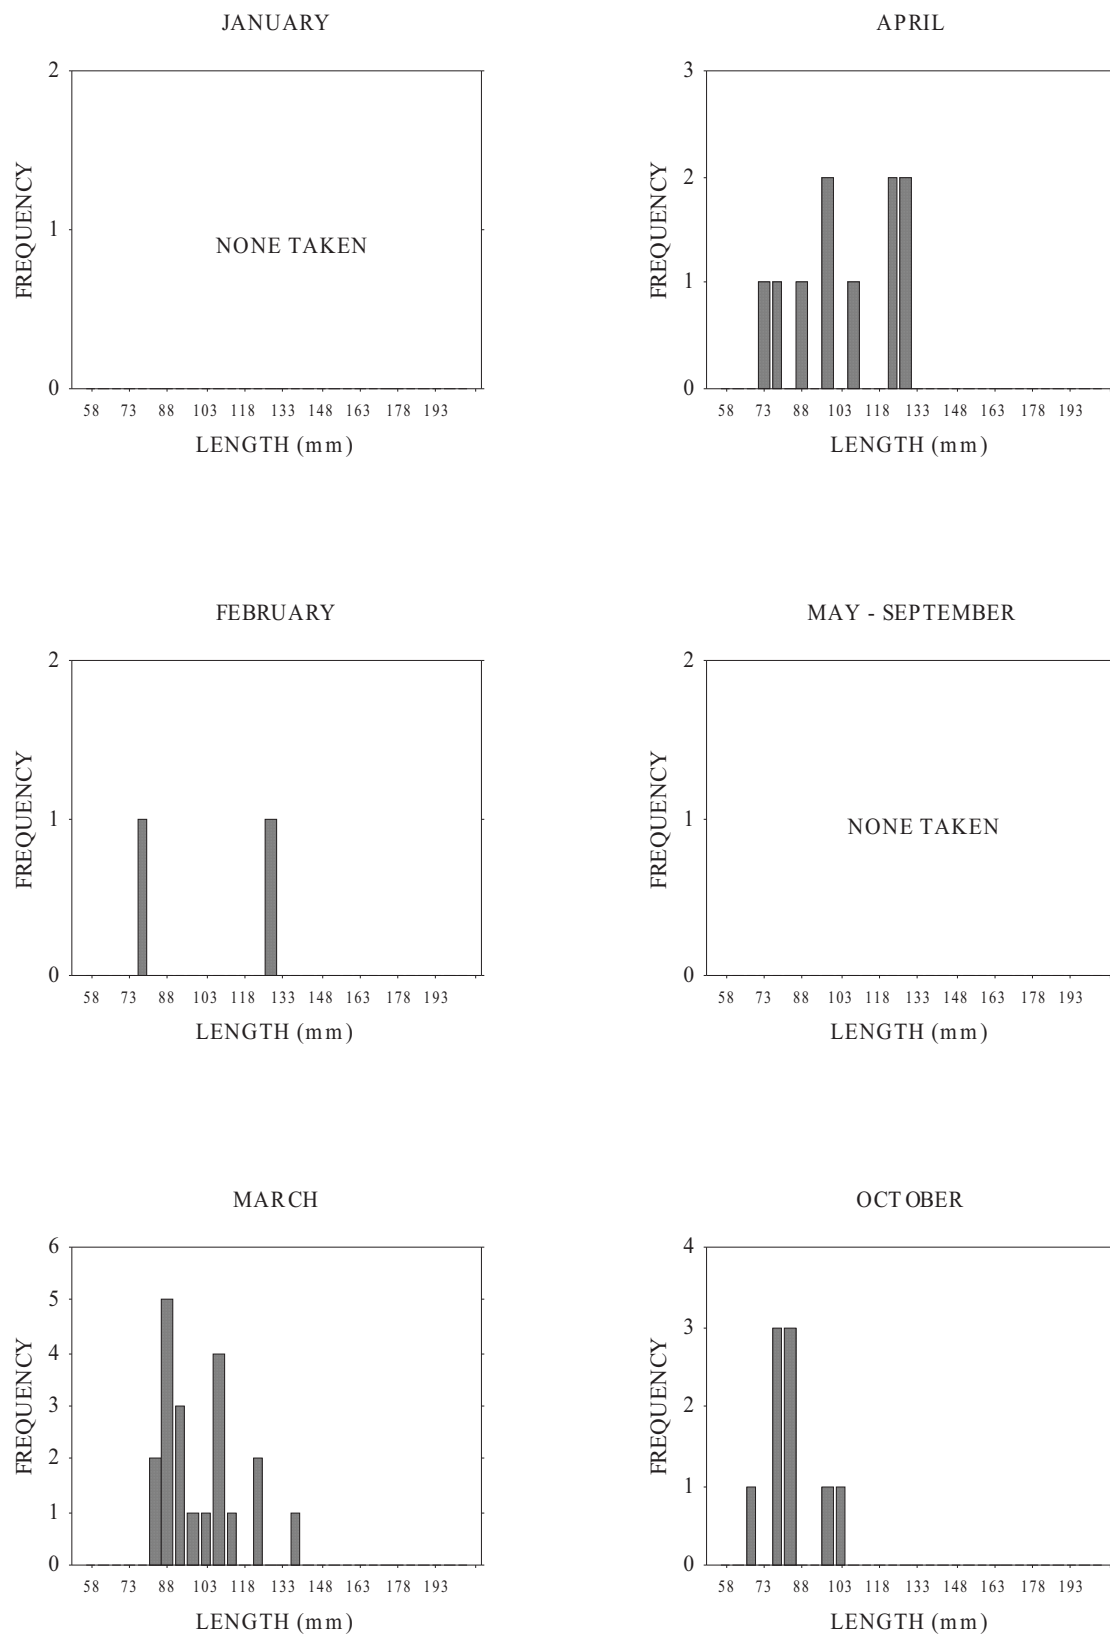 JANUARY
2
1
0
FREQUENCY
NONE TAKEN
58 73 88 103 118 133 148 163 178 193
LENGTH (mm)
APRIL
3
2
1
0
FREQUENCY
58 73 88 103 118 133 148 163 178 193
LENGTH (mm)
FEBRUARY
2
1
0
FREQUENCY
58 73 88 103 118 133 148 163 178 193
LENGTH (mm)
MAY - SEPTEMBER
2
1
0
FREQUENCY
NONE TAKEN
58 73 88 103 118 133 148 163 178 193
LENGTH (mm)
MARCH
6
5
4
3
2
1
0
FREQUENCY
58 73 88 103 118 133 148 163 178 193
LENGTH (mm)
OCTOBER
4
3
2
1
0
FREQUENCY
58 73 88 103 118 133 148 163 178 193
LENGTH (mm)